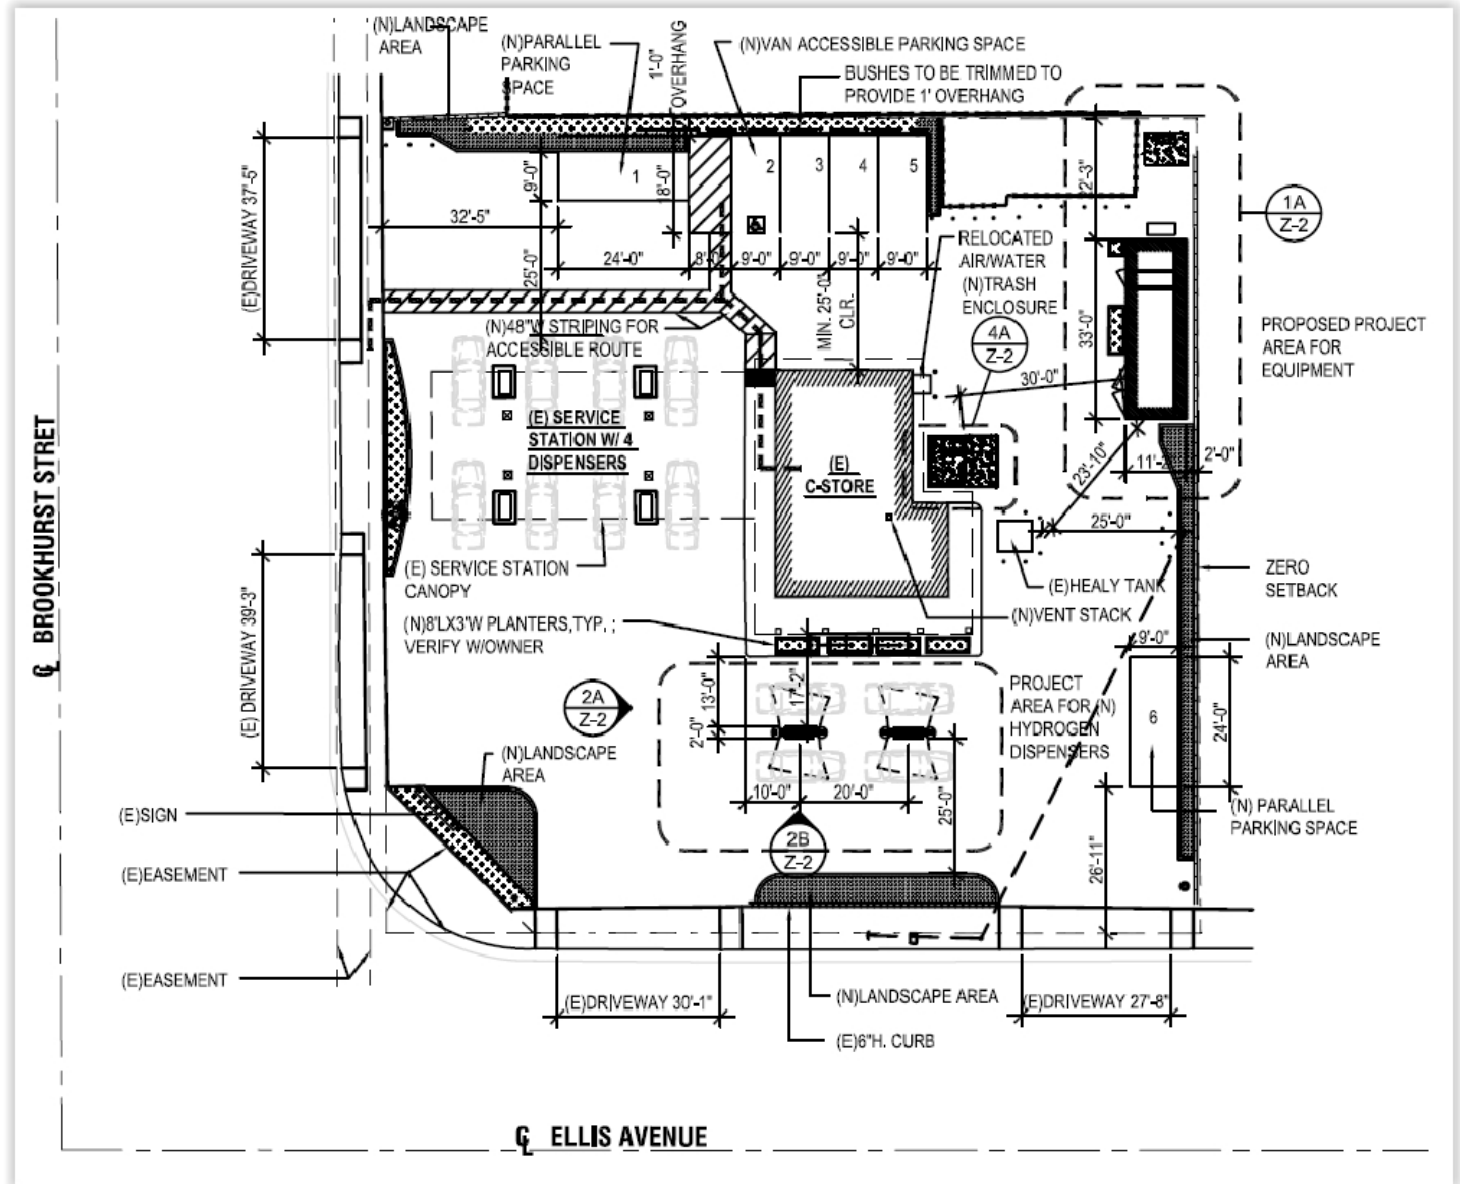 (N)LANDSCAPE
AREA
(N)PARALLEL
PARKING
SPACE
1'-0"
OVERHANG
(N)VAN ACCESSIBLE PARKING SPACE
BUSHES TO BE TRIMMED TO
PROVIDE 1' OVERHANG
(E)DRIVEWAY 37'-5"
32'-5"
9'-0"
1
18'-0"
2
3
4
5
22'-3"
1A
Z-2
24'-0"
25'-0"
8'-0"
9'-0"
9'-0"
9'-0"
9'-0"
MIN. 25'-0"
CLR.
RELOCATED
AIR/WATER
(N)TRASH
ENCLOSURE
4A
Z-2
30'-0"
33'-0"
PROPOSED PROJECT
AREA FOR
EQUIPMENT
(N)48"W STRIPING FOR
ACCESSIBLE ROUTE
(E) SERVICE
STATION W/ 4
DISPENSERS
(E)
C-STORE
23'-10"
11'-2
2'-0"
25'-0"
(E) SERVICE STATION
CANOPY
(E)HEALY TANK
(N)VENT STACK
ZERO
SETBACK
(N)8'LX3'W PLANTERS,TYP. ;
VERIFY W/OWNER
(N)LANDSCAPE
AREA
9'-0"
(E) DRIVEWAY 39'-3"
2A
Z-2
13'-0"
2'-0"
17'-2"
PROJECT
AREA FOR (N)
HYDROGEN
DISPENSERS
6
24'-0"
(N)LANDSCAPE
AREA
10'-0"
20'-0"
25'-0"
2B
Z-2
26'-11"
(N) PARALLEL
PARKING SPACE
(E)SIGN
(E)EASEMENT
(E)EASEMENT
(E)DRIVEWAY 30'-1"
(N)LANDSCAPE AREA
(E)DRIVEWAY 27'-8"
(E)6"H. CURB
℄ BROOKHURST STRET
℄ ELLIS AVENUE